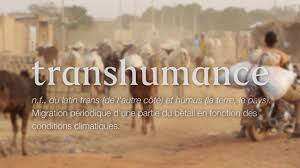 transhumance
n.f.. du latin trans (de l'autre côté) et humus (la terre, le pays).
Migration périodique d'une partie du bétail en fonction des
conditions climatiques.